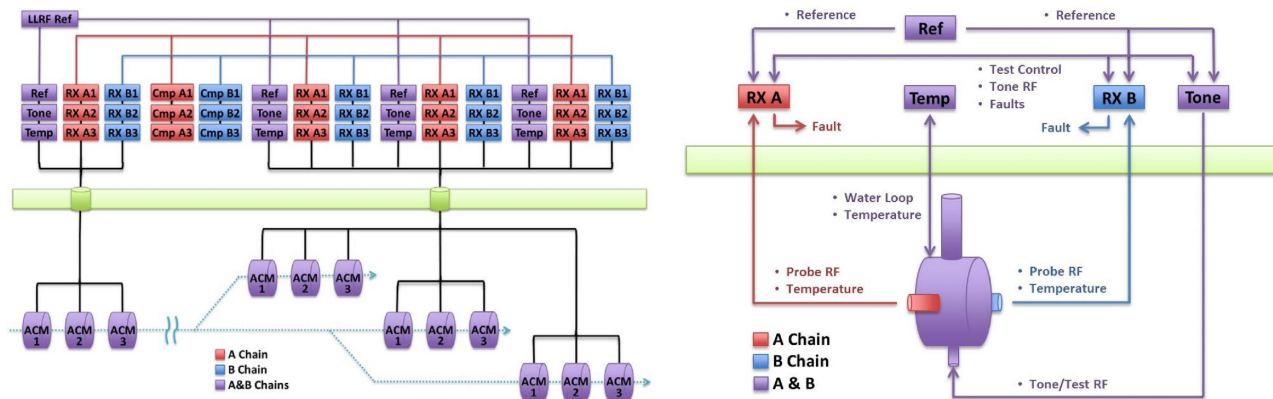 LLRF Ref
Ref RX A1 RX B1 Cmp A1 Cmp B1 Ref RX A1 RX B1 Ref RX A1 RX B1 Ref RX A1 RX B1
Tone RX A2 RX B2 Cmp A2 Cmp B2 Tone RX A2 RX B2 Tone RX A2 RX B2 Tone RX A2 RX B2
Temp RX A3 RX B3 Cmp A3 Cmp B3 Temp RX A3 RX B3 Temp RX A3 RX B3 Temp RX A3 RX B3
ACM 1 ACM 2 ACM 3
ACM 1 ACM 2 ACM 3
ACM 1 ACM 2 ACM 3
ACM 1 ACM 2 ACM 3
A Chain
B Chain
A&B Chains
• Reference
Ref
• Reference
• Test Control
• Tone RF
• Faults
RX A
Temp
RX B
Tone
Fault
Fault
• Water Loop
• Temperature
• Probe RF
• Temperature
• Probe RF
• Temperature
A Chain
B Chain
A & B
• Tone/Test RF